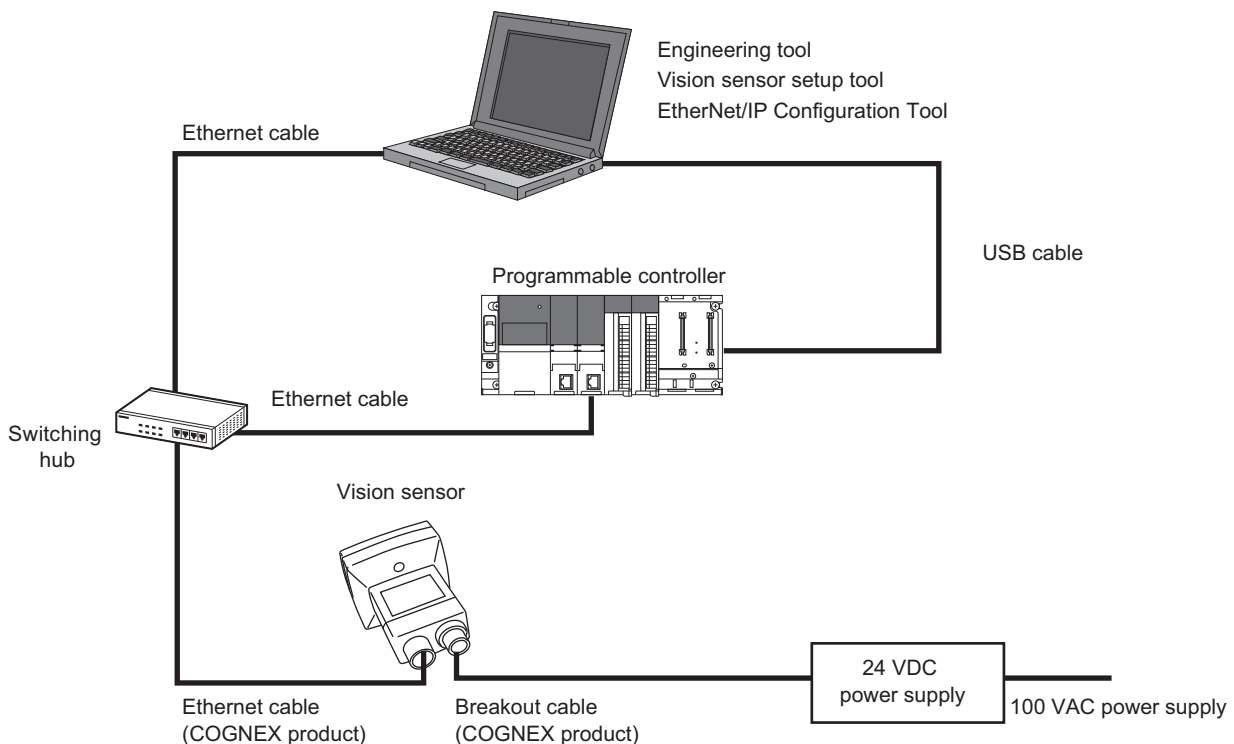 Engineering tool
Vision sensor setup tool
EtherNet/IP Configuration Tool
Ethernet cable
USB cable
Programmable controller
Ethernet cable
Switching
hub
Vision sensor
24 VDC
power supply
100 VAC power supply
Ethernet cable
(COGNEX product)
Breakout cable
(COGNEX product)